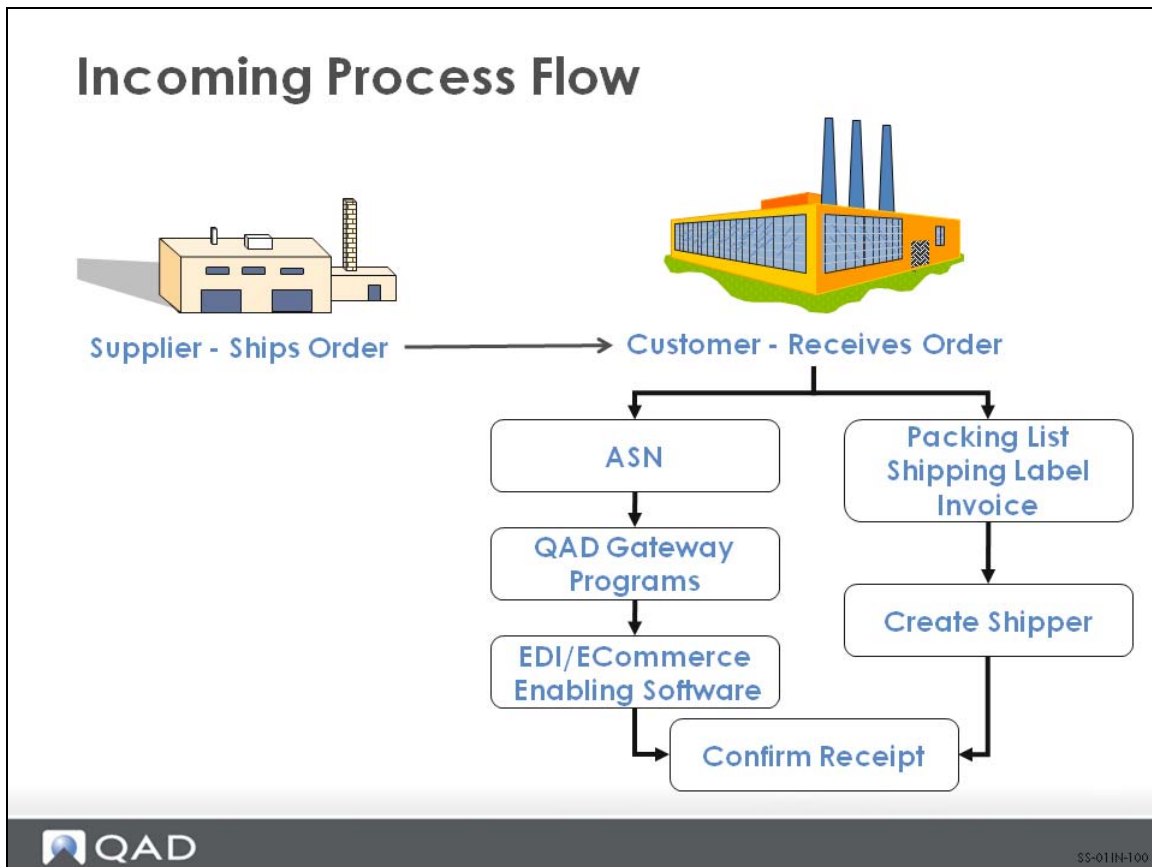 Incoming Process Flow
Supplier - Ships Order
Customer - Receives Order
ASN
QAD Gateway
Programs
EDI/ECommerce
Enabling Software
Packing List
Shipping Label
Invoice
Create Shipper
Confirm Receipt
QAD
SS-01IN-100